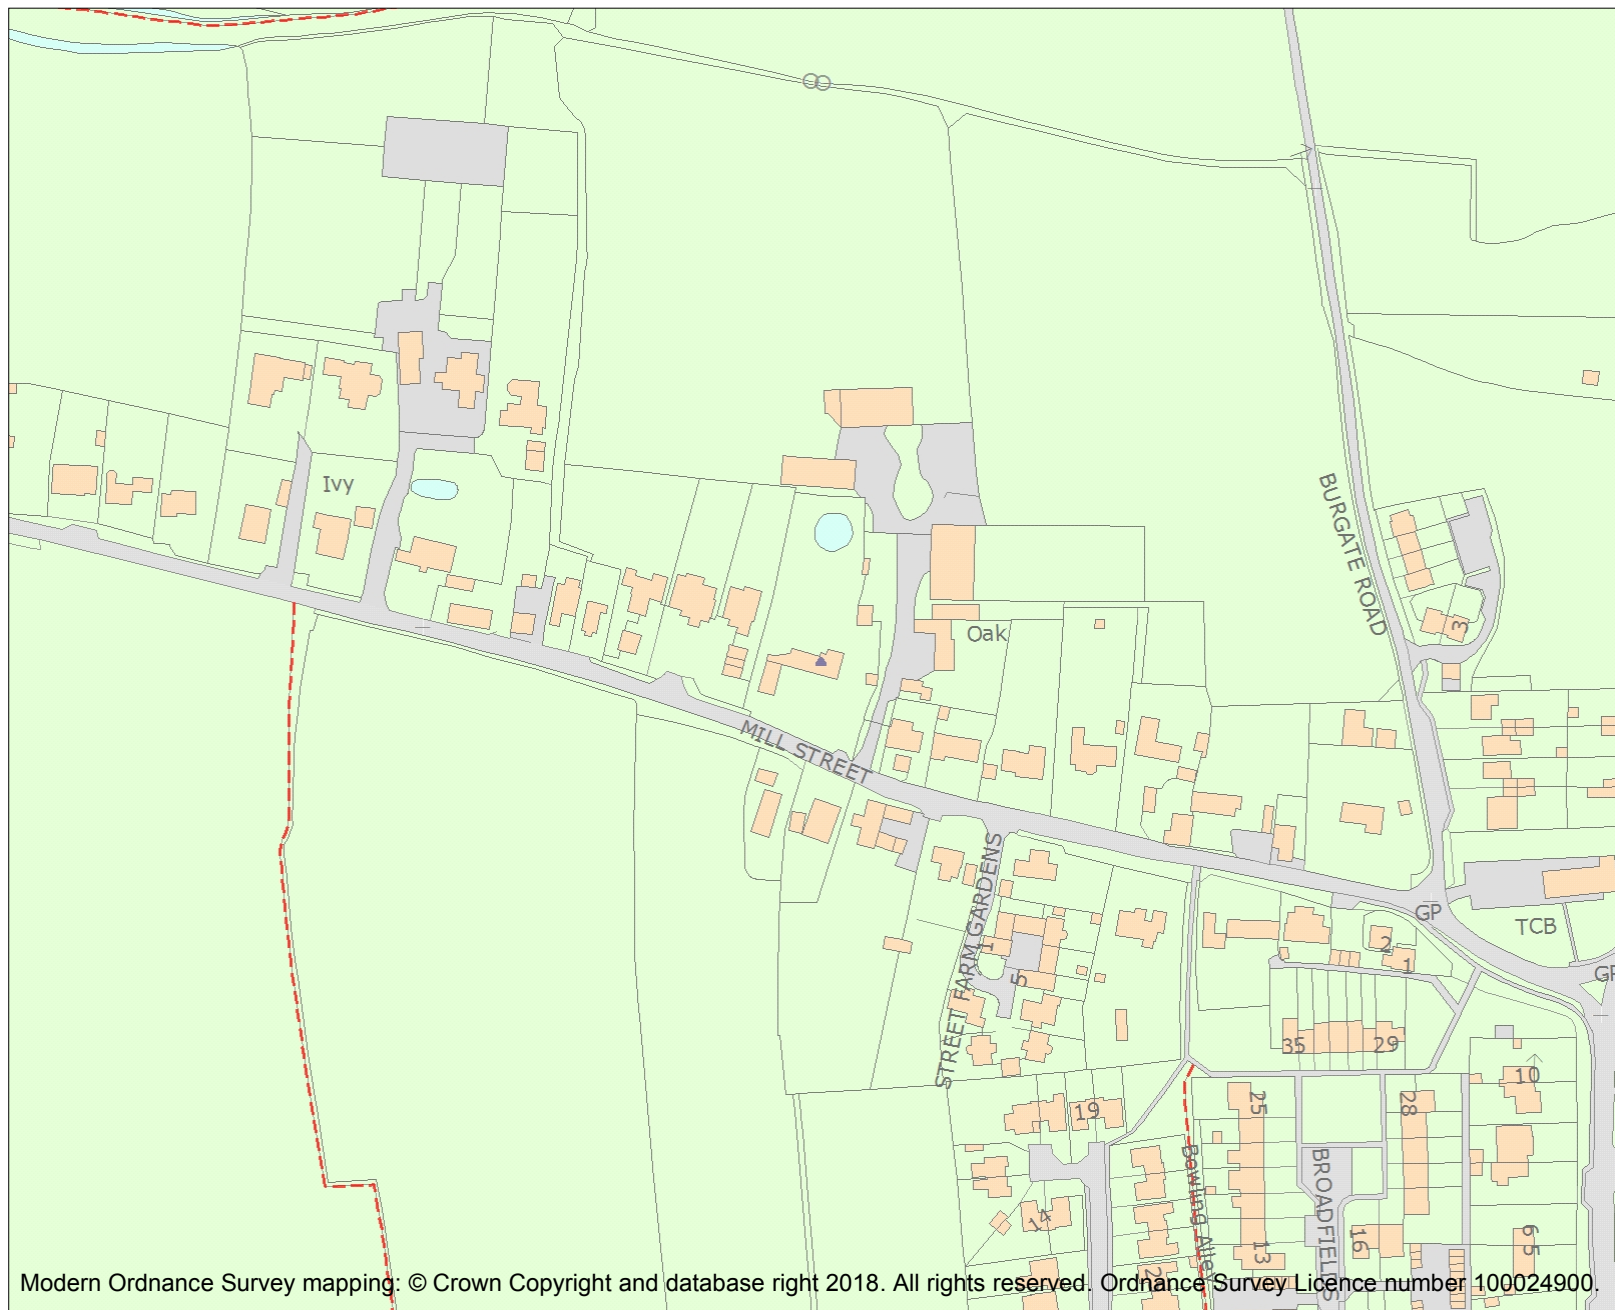 Ivy
BURGATE ROAD
3
Oak
MILL STREET
STREET FARM GARDENS
1
5
GP
TCB
2
1
35
29
10
19
25
28
14
Bowling Alley
BROADFIELDS
16
13
6 5
Modern Ordnance Survey mapping: © Crown Copyright and database right 2018. All rights reserved. Ordnance Survey Licence number 100024900.